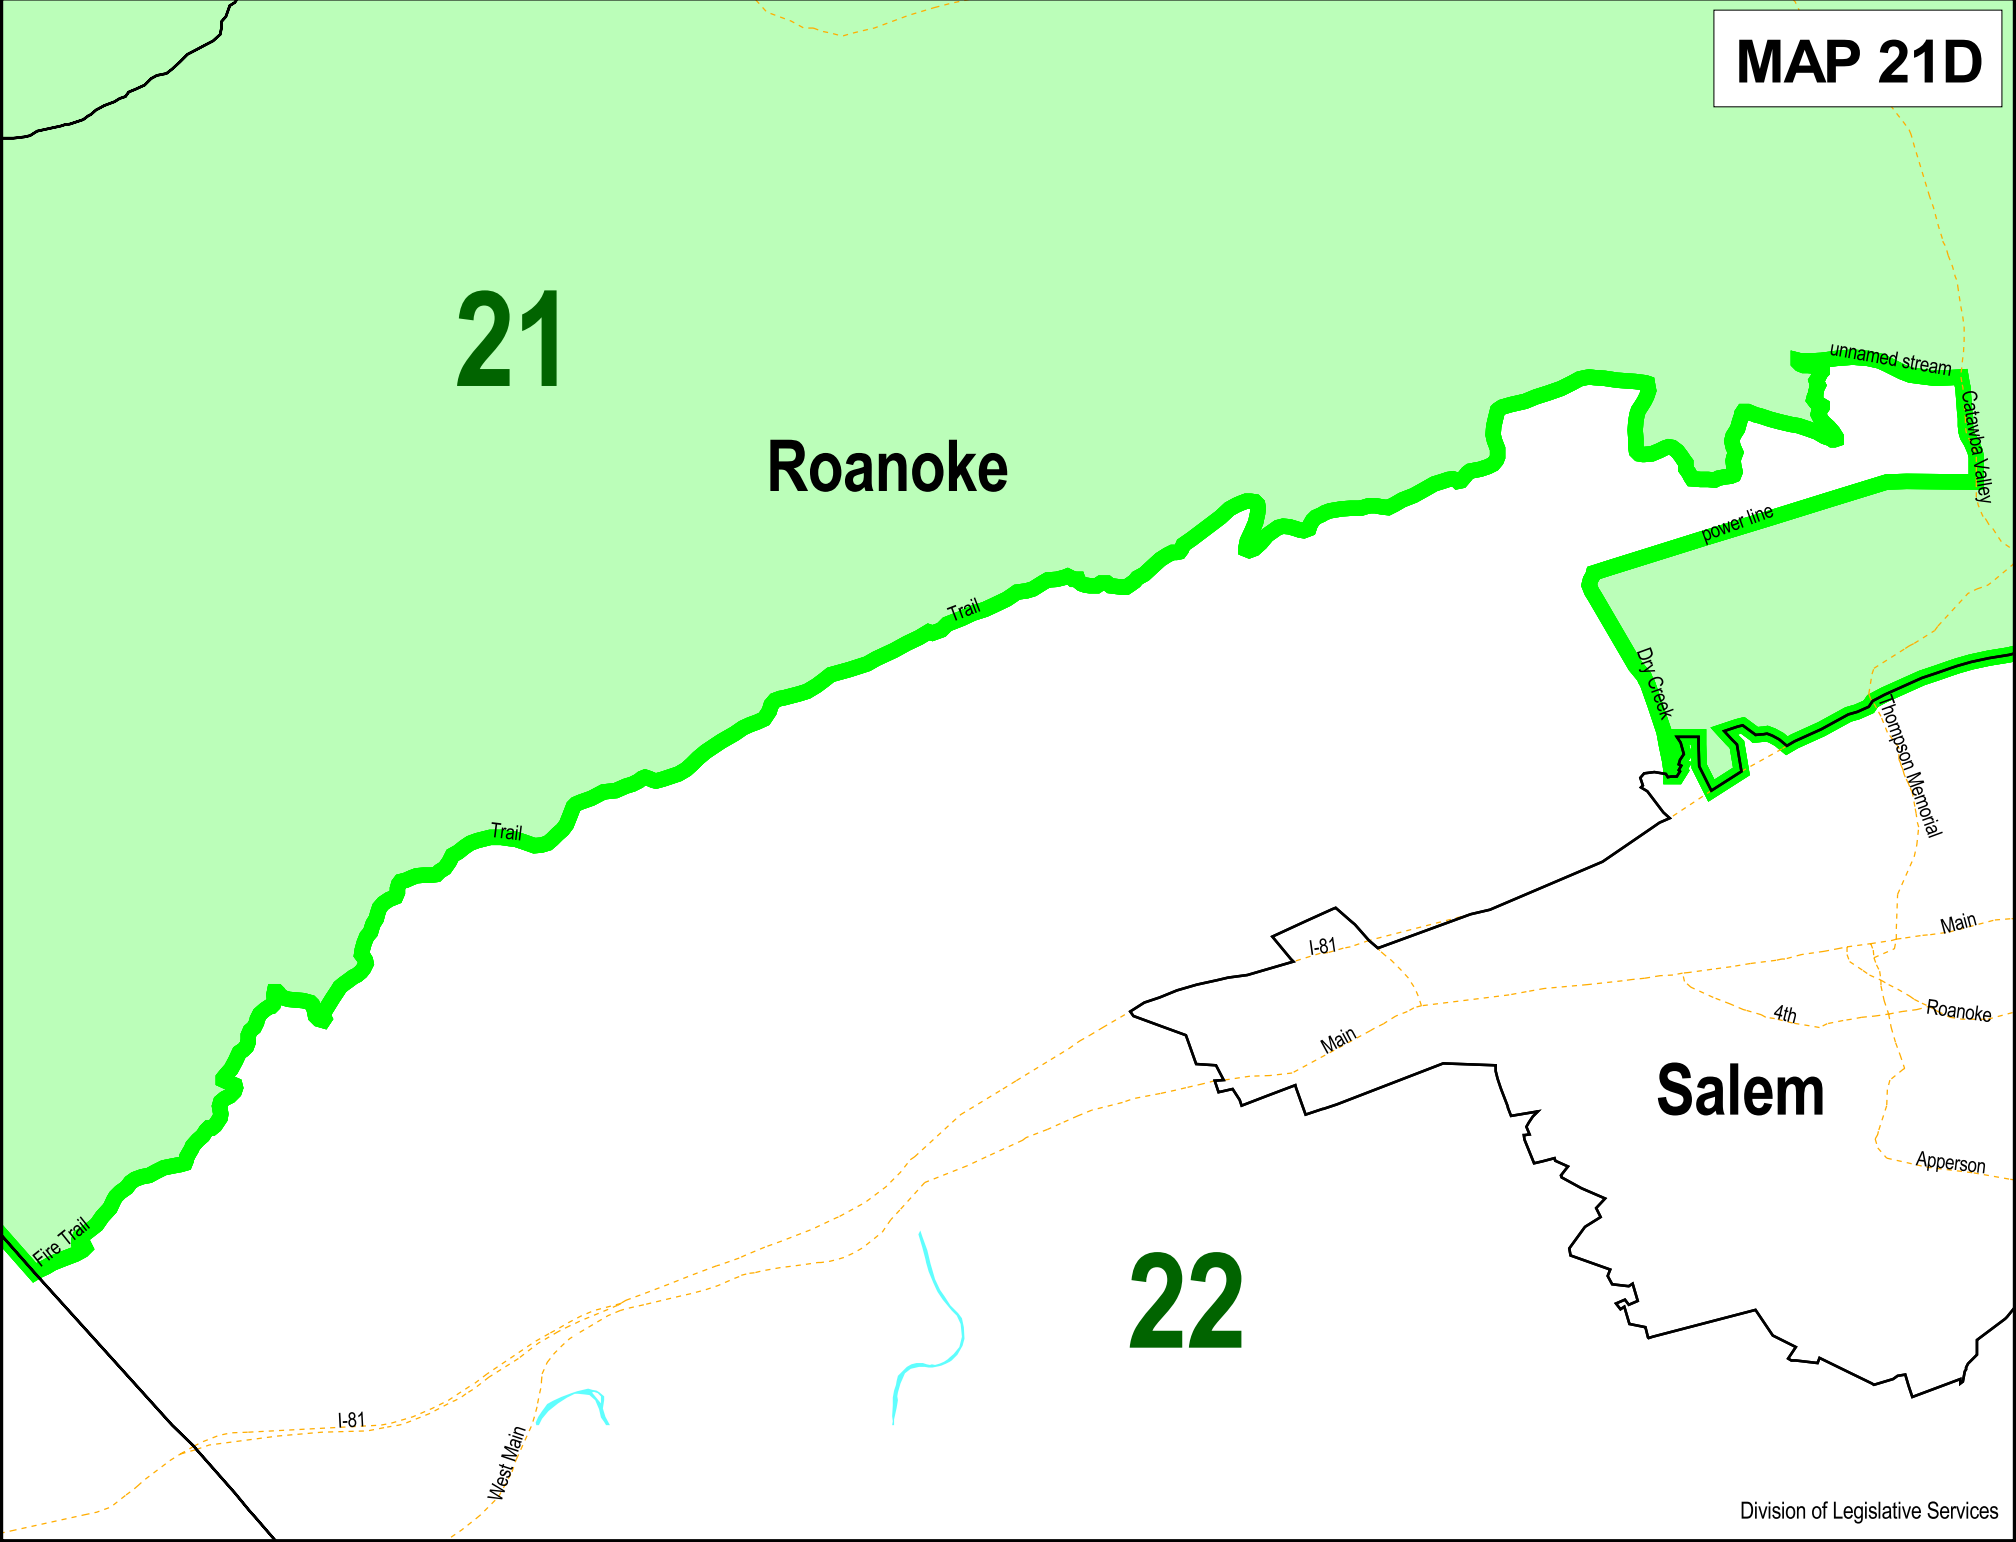 MAP 21D
21
unnamed stream
Catawba Valley
Roanoke
power line
Trail
Dry Creek
Thompson Memorial
Trail
Main
I-81
4th
Roanoke
Main
Salem
Apperson
Fire Trail
22
I-81
West Main
Division of Legislative Services